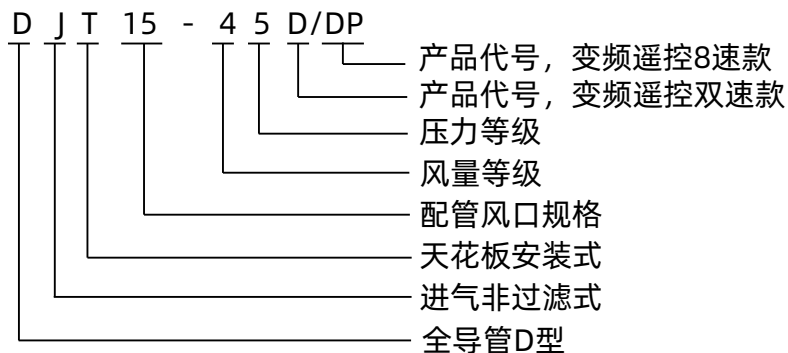 D J T 15 - 4 5 D/DP
产品代号，变频遥控8速款
产品代号，变频遥控双速款
压力等级
风量等级
配管风口规格
天花板安装式
进气非过滤式
全导管D型